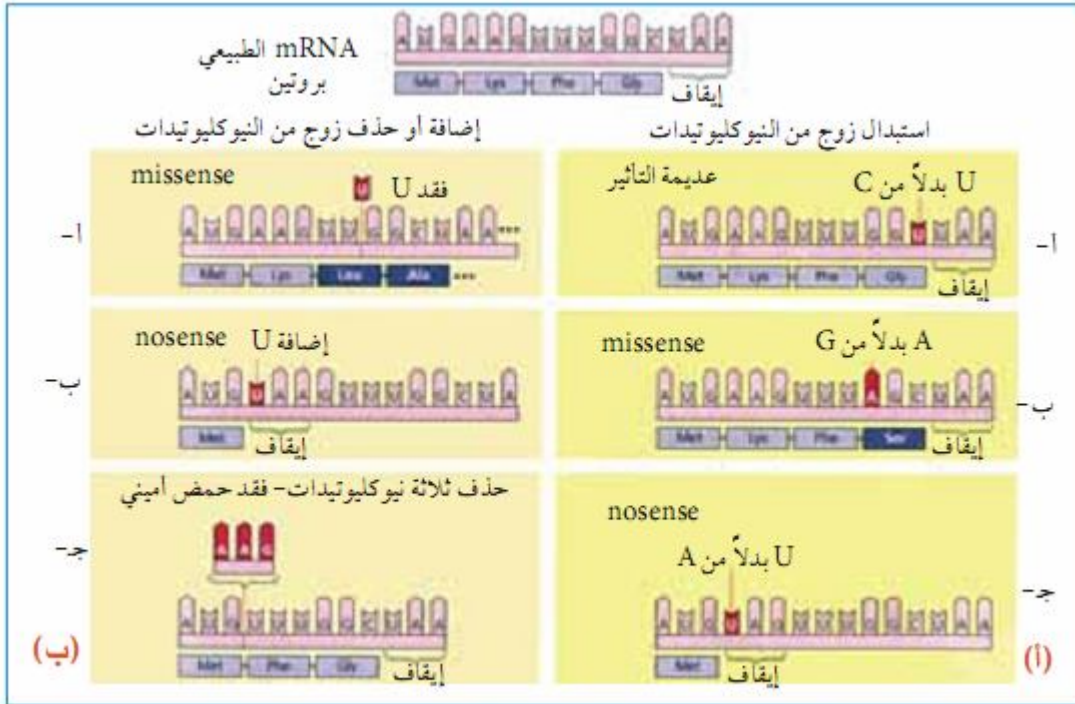 A U G A A G U U U G G C U A A
mRNA الطبيعي
بروتين
Met Lys Phe Gly إيقاف
استبدال زوج من النيوكليوتيدات
عديمة التأثير
U بدلاً من C
أ-
A U G A A G U U U G G U U A A
Met Lys Phe Gly
إيقاف
missense
A بدلاً من G
ب-
A U G A A G U U U A G C U A A
Met Lys Phe Ser
إيقاف
nosense
U بدلاً من A
ج-
A U G U A G U U U G G C U A A
Met
إيقاف
(أ)
إضافة أو حذف زوج من النيوكليوتيدات
missense
U
فقد U
أ-
A U G A A G U U G G C U A A ...
Met Lys Leu Ala ...
nosense
إضافة U
ب-
A U G U A A G U U U G G C U A
Met
إيقاف
حذف ثلاثة نيوكليوتيدات- فقد حمض أميني
A A G
ج-
A U G U U U G G C U A A
Met Phe Gly
إيقاف
(ب)